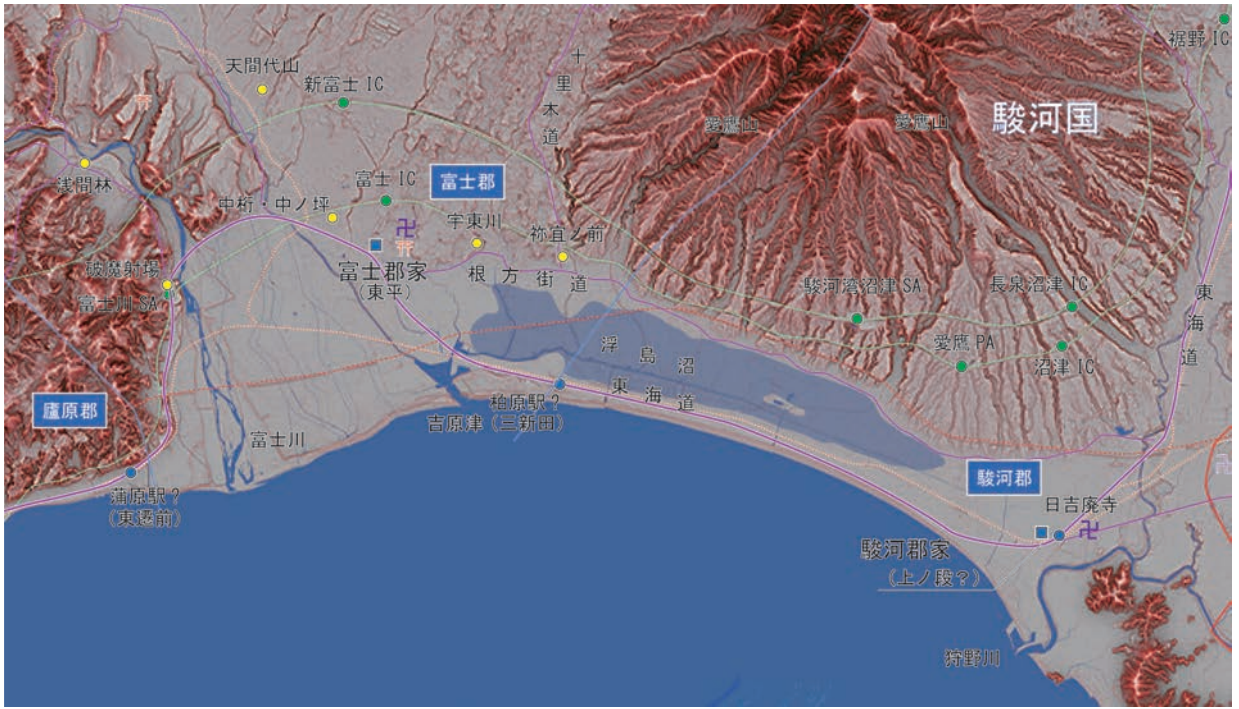 裾野 IC
天間代山
新富士 IC
十里木道
愛鷹山
愛鷹山
駿河国
浅間林
富士 IC
富士郡
中桁・中ノ坪
宇東川
祢宜ノ前
富士郡家
(東平)
根方街道
破魔射場
富士川 SA
駿河湾沼津 SA
長泉沼津 IC
東海道
愛鷹 PA
沼津 IC
浮島沼
東海道
柏原駅?
吉原津 (三新田)
廬原郡
富士川
蒲原駅?
(東遷前)
駿河郡
日吉廃寺
駿河郡家
(上ノ段?)
狩野川